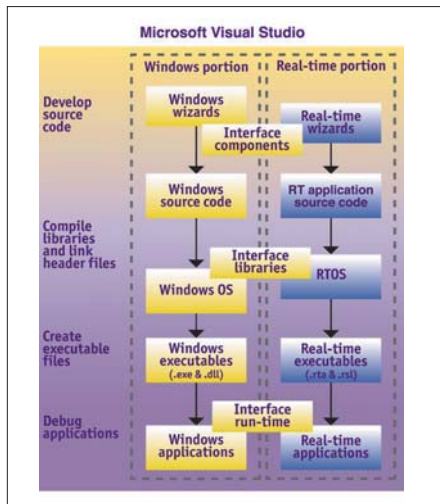 Microsoft Visual Studio
Windows portion
Real-time portion
Develop
source
code
Windows
wizards
Interface
components
Real-time
wizards
Windows
source code
RT application
source code
Compile
libraries
and link
header files
Interface
libraries
Windows OS
RTOS
Create
executable
files
Windows
executables
(.exe & .dll)
Real-time
executables
(.rta & .rsl)
Debug
applications
Interface
run-time
Windows
applications
Real-time
applications